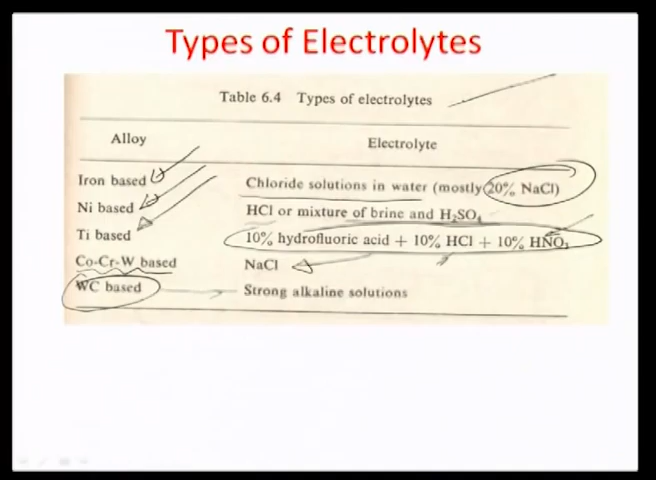 Types of Electrolytes
Table 6.4 Types of electrolytes
Alloy Electrolyte
Iron based Chloride solutions in water (mostly 20% NaCl)
Ni based HCl or mixture of brine and H₂SO₄
Ti based 10% hydrofluoric acid + 10% HCl + 10% HNO₃
Co-Cr-W based NaCl
WC based Strong alkaline solutions